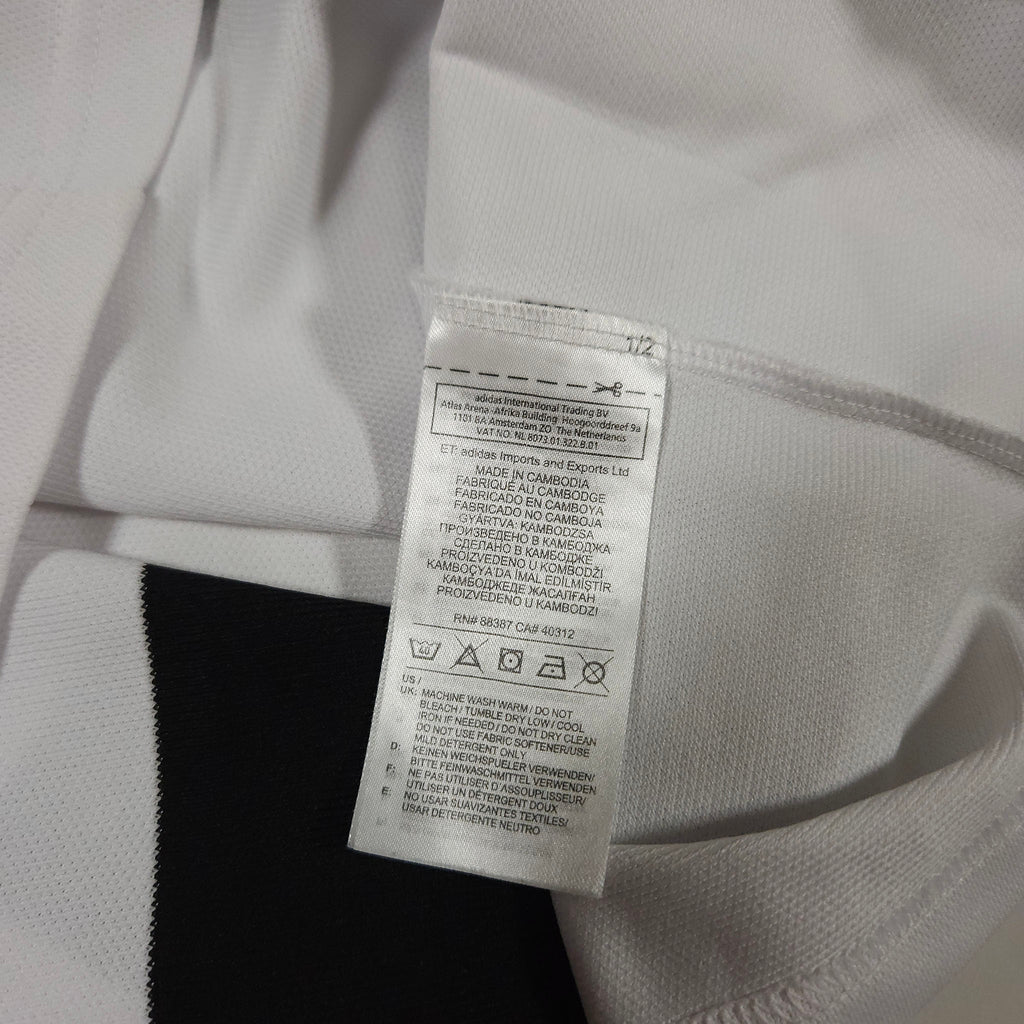 1/2
adidas International Trading BV
Atlas Arena -Afrika Building Hoogoorddreef 9a
1101 BA Amsterdam ZO The Netherlands
VAT NO. NL 8073.01.322.B.01
ET: adidas Imports and Exports Ltd
MADE IN CAMBODIA
FABRIQUÉ AU CAMBODGE
FABRICADO EN CAMBOYA
FABRICADO NO CAMBOJA
GYÁRTVA: KAMBODZSA
ПРОИЗВЕДЕНО В КАМБОДЖА
СДЕЛАНО В КАМБОДЖЕ
PROIZVEDENO U KOMBODŽI
KAMBOÇYA'DA İMAL EDİLMİŞTİR
КАМБОДЖЕДЕ ЖАСАЛҒАН
PROIZVEDENO U KAMBODZI
RN# 88387 CA# 40312
40
US /
UK: MACHINE WASH WARM / DO NOT
BLEACH / TUMBLE DRY LOW / COOL
IRON IF NEEDED / DO NOT DRY CLEAN
DO NOT USE FABRIC SOFTENER/USE
MILD DETERGENT ONLY
D: KEINEN WEICHSPUELER VERWENDEN/
BITTE FEINWASCHMITTEL VERWENDEN
F: NE PAS UTILISER D'ASSOUPLISSEUR/
UTILISER UN DÉTERGENT DOUX
E: NO USAR SUAVIZANTES TEXTILES/
USAR DETERGENTE NEUTRO